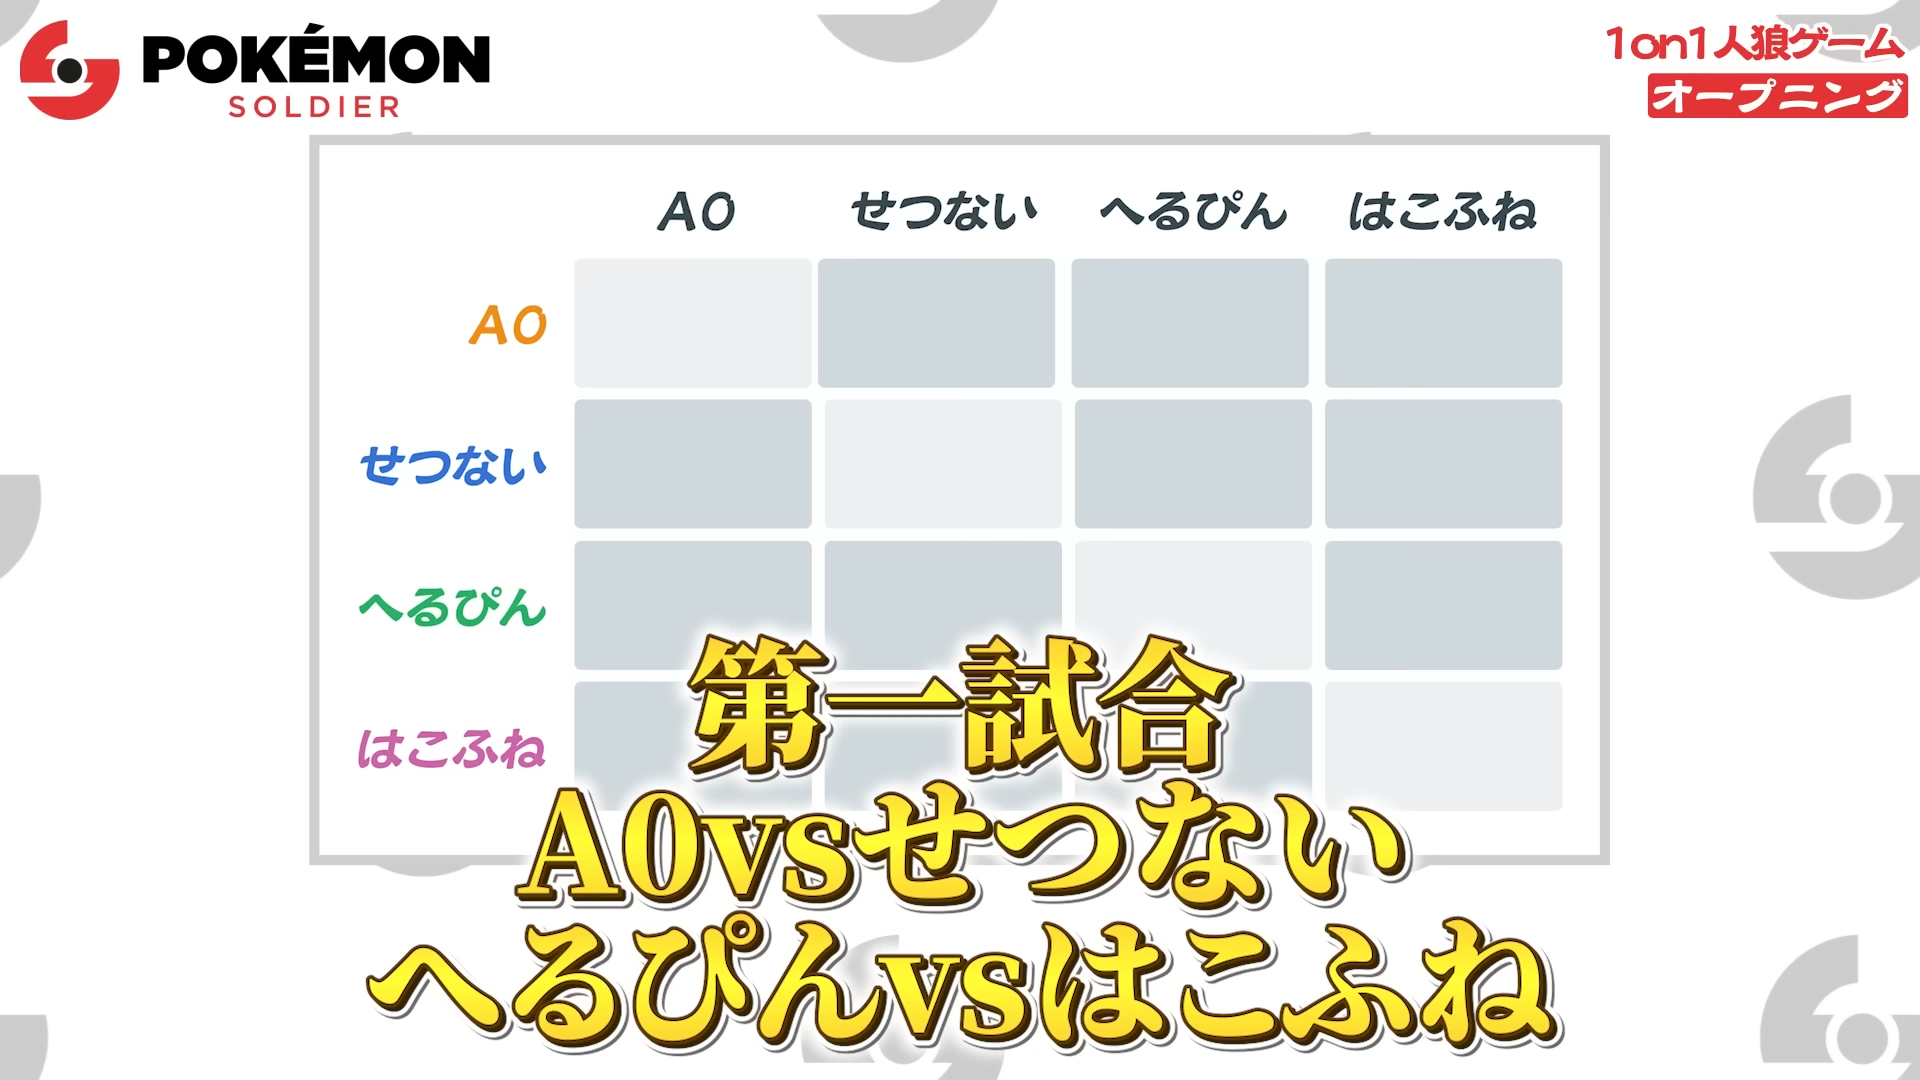 POKÉMON
SOLDIER
1on1人狼ゲーム
オープニング
A0 せつない へるぴん はこふね
A0
せつない
へるぴん
はこふね
第一試合
A0vsせつない
へるぴんvsはこふね